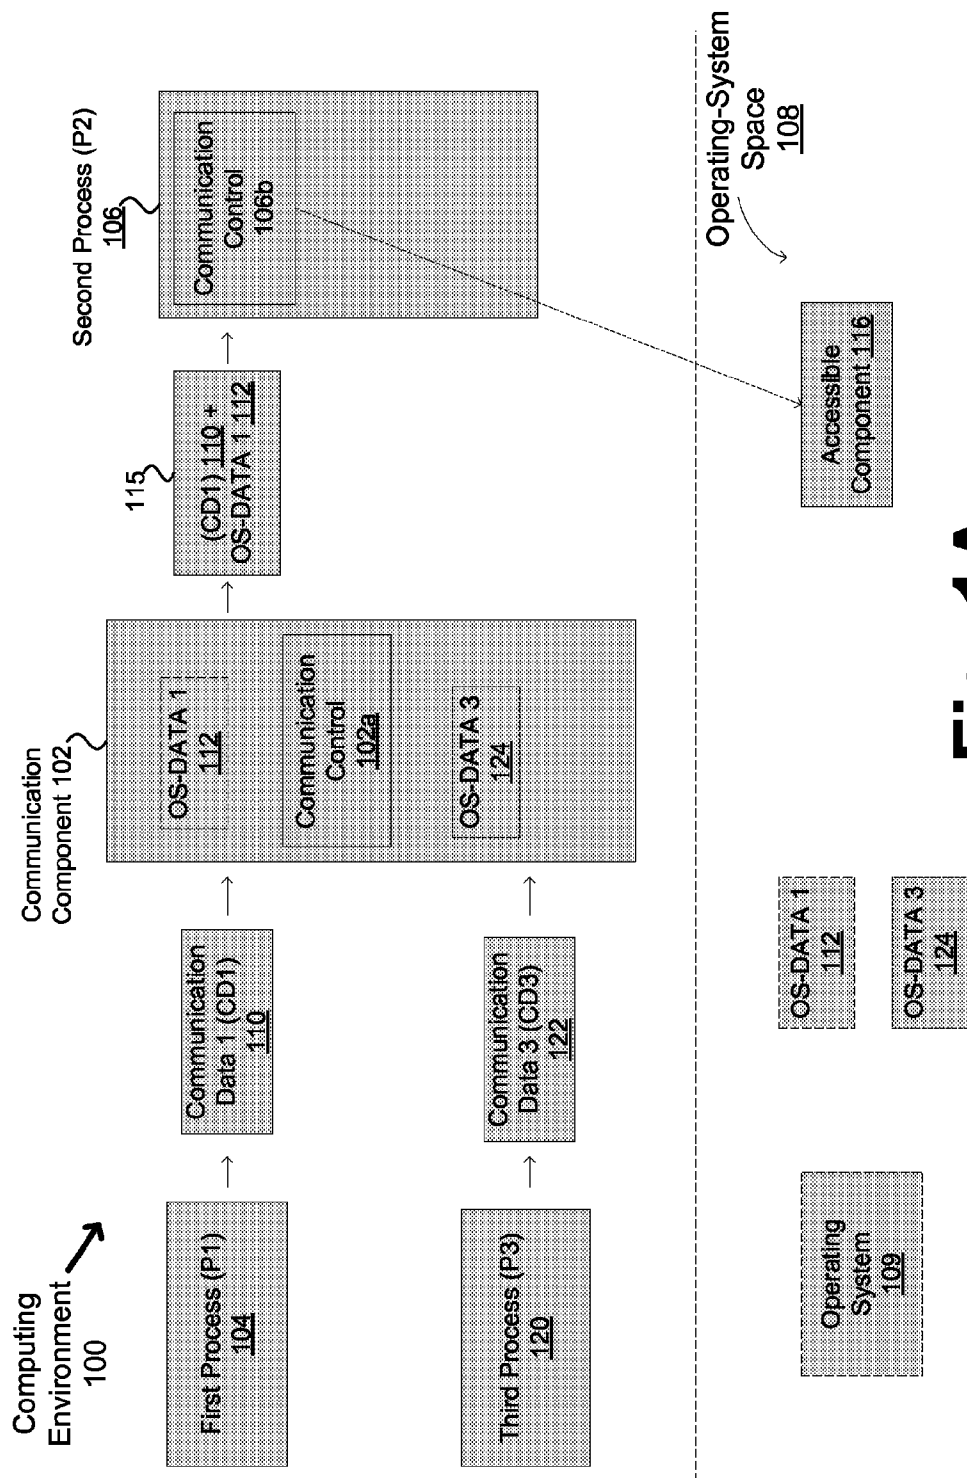 Computing
Environment
100
First Process (P1)
104
Communication
Data 1 (CD1)
110
Communication
Component 102
OS-DATA 1
112
Communication
Control
102a
OS-DATA 3
124
115
(CD1) 110 +
OS-DATA 1 112
Second Process (P2)
106
Communication
Control
106b
Third Process (P3)
120
Communication
Data 3 (CD3)
122
Operating-System
Space
108
Operating
System
109
OS-DATA 1
112
OS-DATA 3
124
Accessible
Component 116